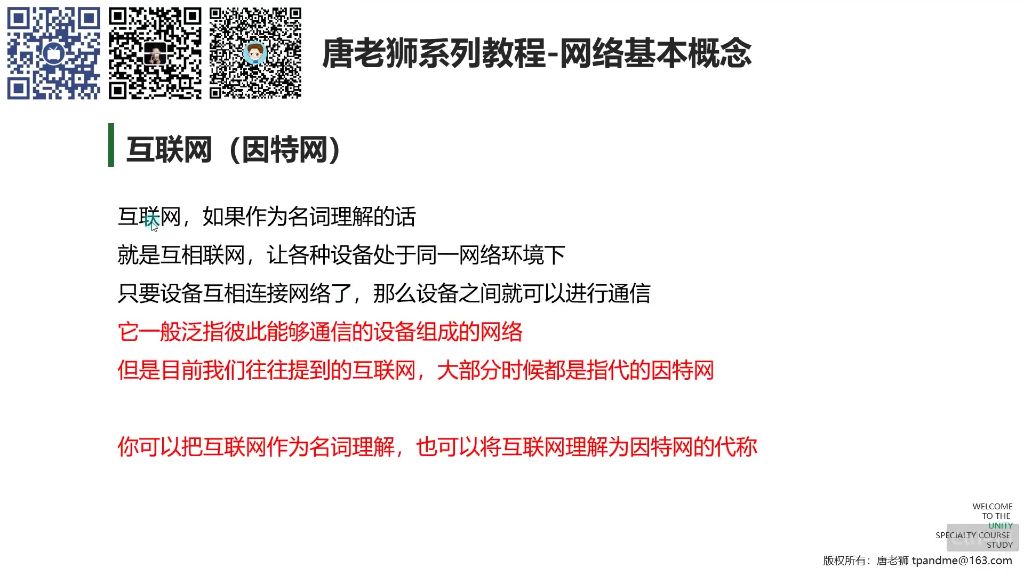 唐老狮系列教程-网络基本概念
互联网（因特网）
互联网，如果作为名词理解的话
就是互相联网，让各种设备处于同一网络环境下
只要设备互相连接网络了，那么设备之间就可以进行通信
它一般泛指彼此能够通信的设备组成的网络
但是目前我们往往提到的互联网，大部分时候都是指代的因特网
你可以把互联网作为名词理解，也可以将互联网理解为因特网的代称
WELCOME
TO THE
UNITY
SPECIALTY COURSE
STUDY
版权所有：唐老狮 tpandme@163.com